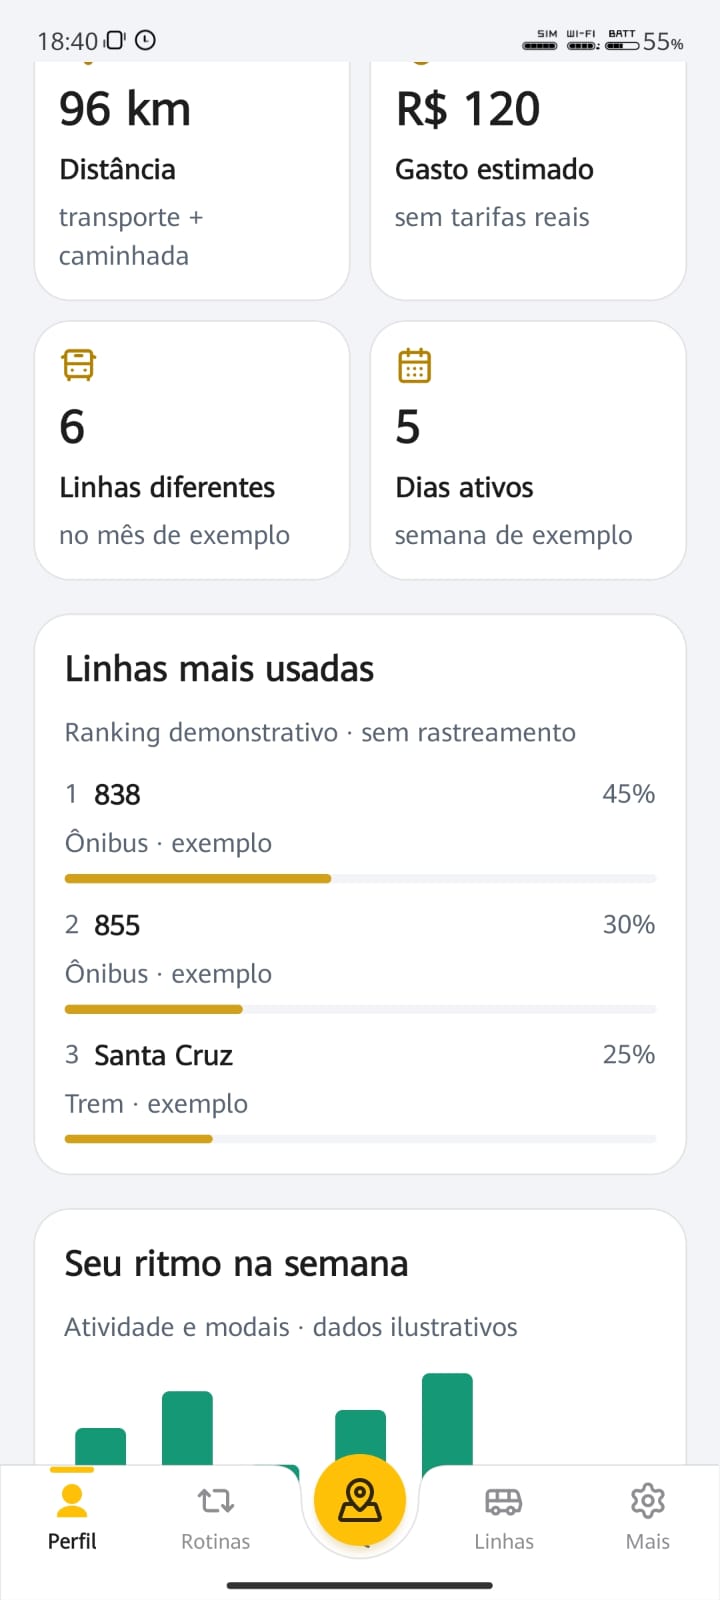 18:40
SIM WI-FI BATT 55%
96 km
Distância
transporte +
caminhada
R$ 120
Gasto estimado
sem tarifas reais
6
Linhas diferentes
no mês de exemplo
5
Dias ativos
semana de exemplo
Linhas mais usadas
Ranking demonstrativo · sem rastreamento
1 838 45%
Ônibus · exemplo
2 855 30%
Ônibus · exemplo
3 Santa Cruz 25%
Trem · exemplo
Seu ritmo na semana
Atividade e modais · dados ilustrativos
Perfil
Rotinas
Linhas
Mais